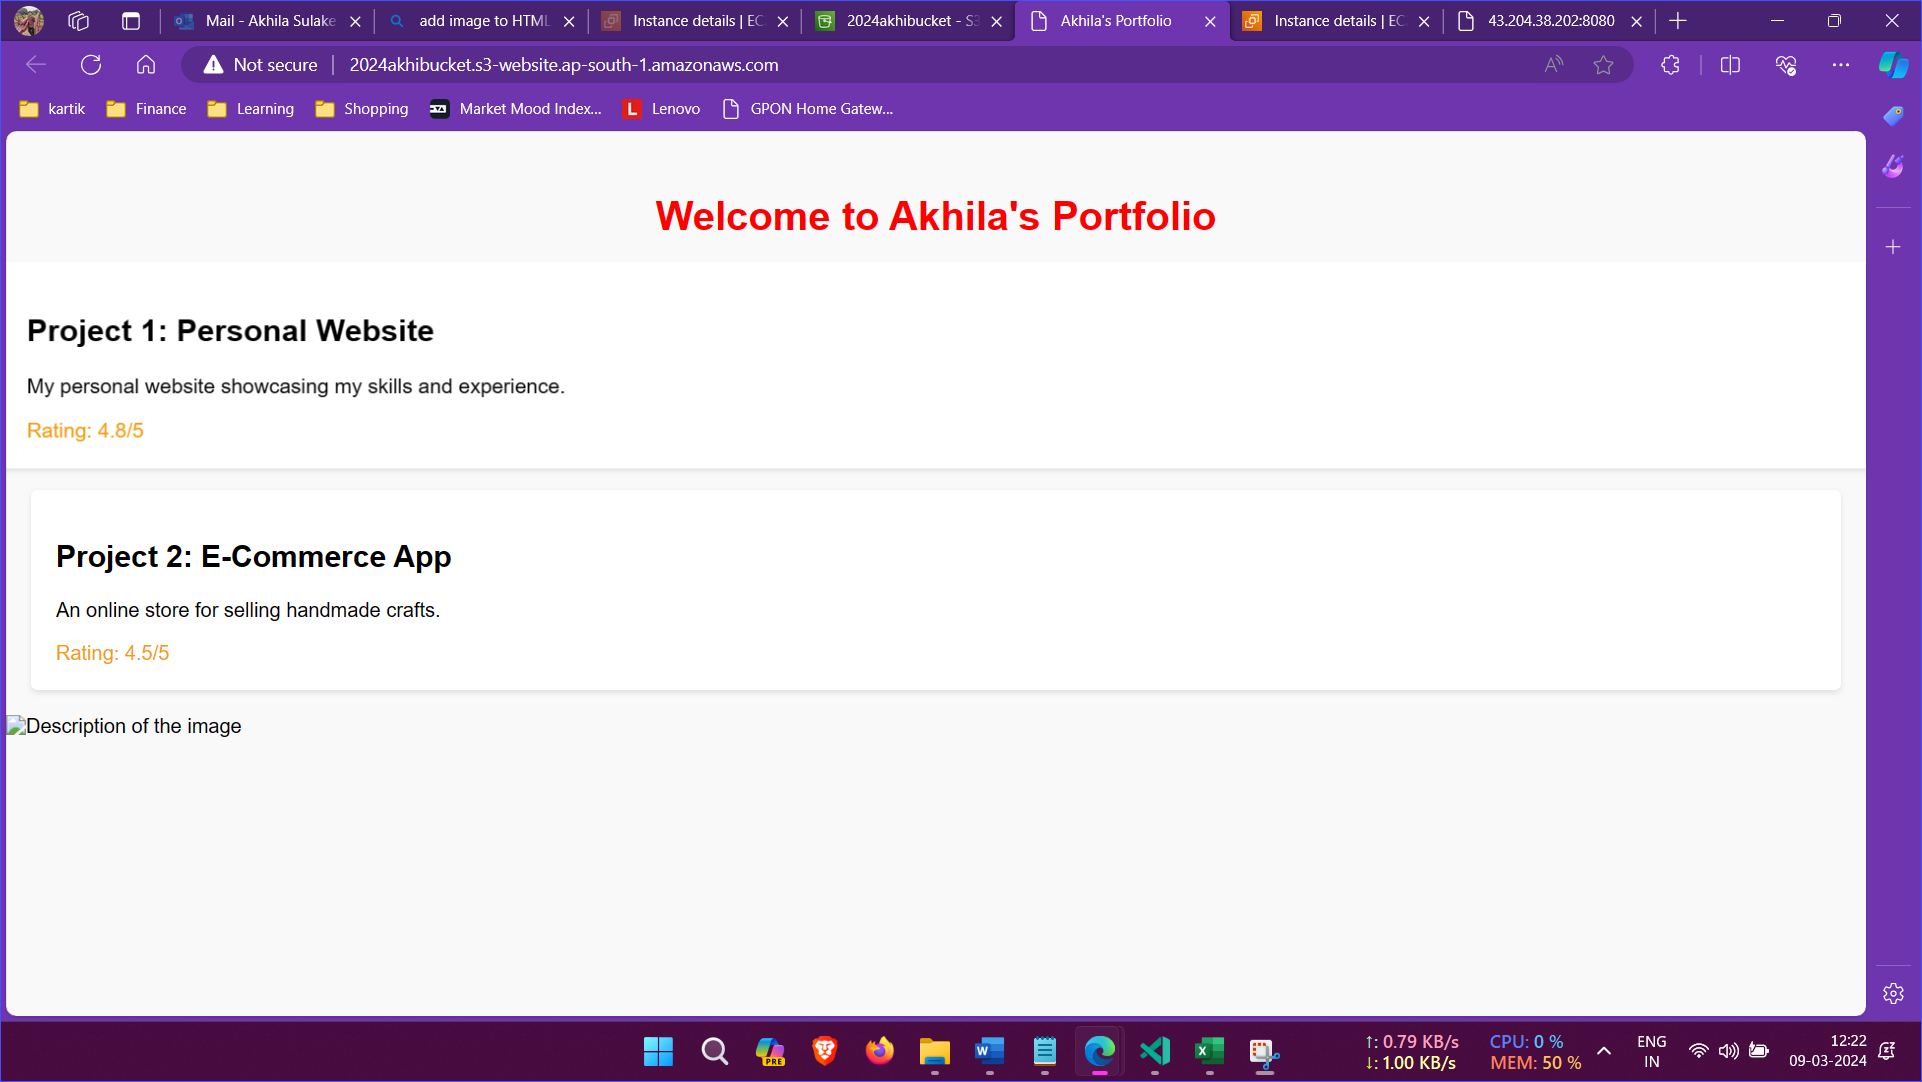 Mail - Akhila Sulake
add image to HTML
Instance details | EC
2024akhibucket - S3
Akhila's Portfolio
Instance details | EC
43.204.38.202:8080
Not secure
2024akhibucket.s3-website.ap-south-1.amazonaws.com
kartik
Finance
Learning
Shopping
Market Mood Index...
L Lenovo
GPON Home Gatew...
Welcome to Akhila's Portfolio
Project 1: Personal Website
My personal website showcasing my skills and experience.
Rating: 4.8/5
Project 2: E-Commerce App
An online store for selling handmade crafts.
Rating: 4.5/5
Description of the image
PRE
↑: 0.79 KB/s
↓: 1.00 KB/s
CPU: 0 %
MEM: 50 %
ENG
IN
12:22
09-03-2024